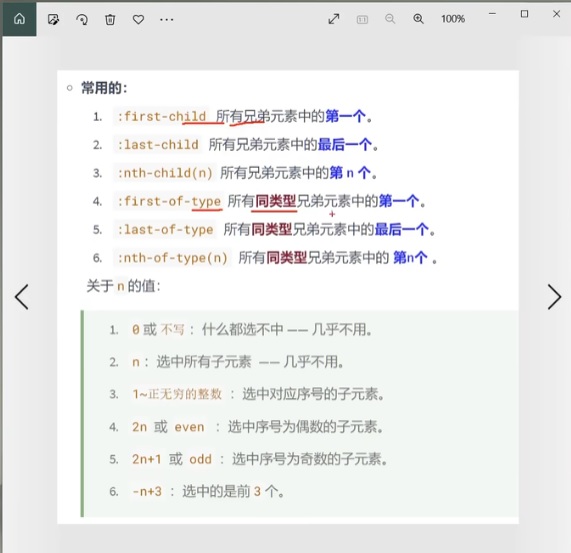 100%
常用的：
1. :first-child 所有兄弟元素中的第一个。
2. :last-child 所有兄弟元素中的最后一个。
3. :nth-child(n) 所有兄弟元素中的第 n 个。
4. :first-of-type 所有同类型兄弟元素中的第一个。
5. :last-of-type 所有同类型兄弟元素中的最后一个。
6. :nth-of-type(n) 所有同类型兄弟元素中的 第n个 。
关于 n 的值：
1. 0 或 不写 ：什么都选不中 —— 几乎不用。
2. n ：选中所有子元素 —— 几乎不用。
3. 1~正无穷的整数 ：选中对应序号的子元素。
4. 2n 或 even ：选中序号为偶数的子元素。
5. 2n+1 或 odd ：选中序号为奇数的子元素。
6. -n+3 ：选中的是前 3 个。